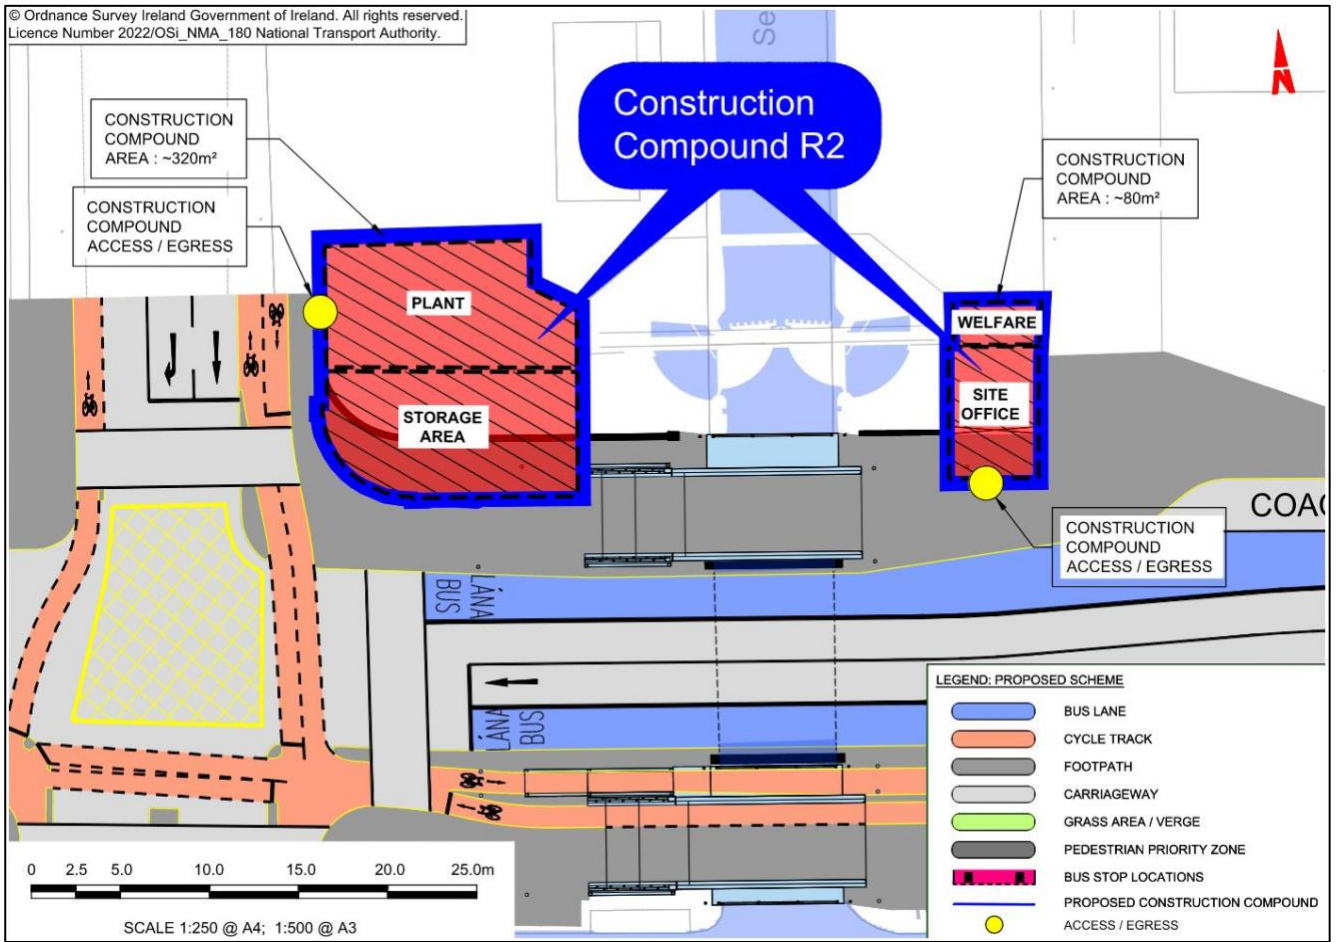 © Ordnance Survey Ireland Government of Ireland. All rights reserved.
Licence Number 2022/OSi_NMA_180 National Transport Authority.
Se
N
Construction
Compound R2
CONSTRUCTION
COMPOUND
AREA : ~320m²
CONSTRUCTION
COMPOUND
ACCESS / EGRESS
CONSTRUCTION
COMPOUND
AREA : ~80m²
PLANT
STORAGE
AREA
WELFARE
SITE
OFFICE
COAC
CONSTRUCTION
COMPOUND
ACCESS / EGRESS
LÁNA
BUS
LÁNA
BUS
LEGEND: PROPOSED SCHEME
BUS LANE
CYCLE TRACK
FOOTPATH
CARRIAGEWAY
GRASS AREA / VERGE
PEDESTRIAN PRIORITY ZONE
BUS STOP LOCATIONS
PROPOSED CONSTRUCTION COMPOUND
ACCESS / EGRESS
0 2.5 5.0 10.0 15.0 20.0 25.0m
SCALE 1:250 @ A4; 1:500 @ A3